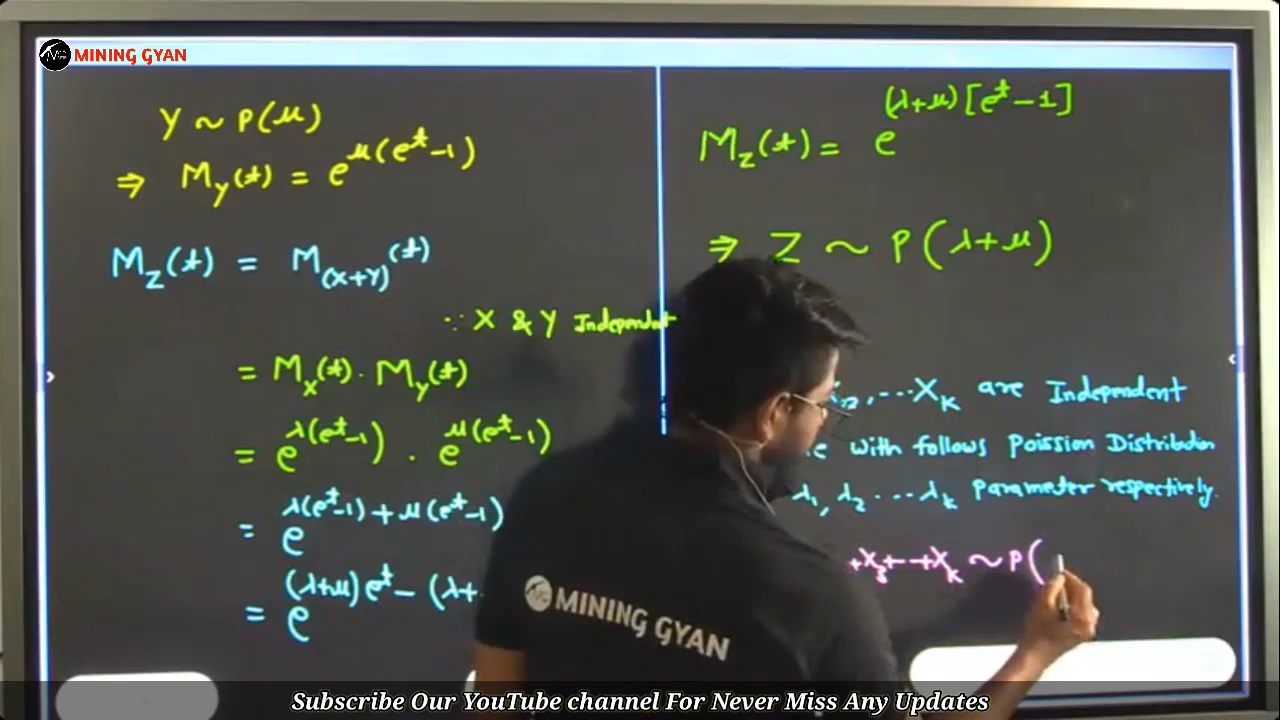 MINING GYAN
Y ~ P(μ)
⇒ M_Y(t) = e^{μ(e^t-1)}
M_Z(t) = M_{(X+Y)}(t)
∵ X & Y Independent
= M_X(t) · M_Y(t)
= e^{λ(e^t-1)} · e^{μ(e^t-1)}
= e^{λ(e^t-1)+μ(e^t-1)}
= e^{(λ+μ)e^t-(λ+
M_Z(t) = e^{(λ+μ)[e^t-1]}
⇒ Z ~ P(λ+μ)
,...X_K are Independent
with follows Poission Distribution
λ_1, λ_2 ...λ_K Parameter respectively.
+X_3+-+X_K ~ P(
MINING GYAN
Subscribe Our YouTube channel For Never Miss Any Updates